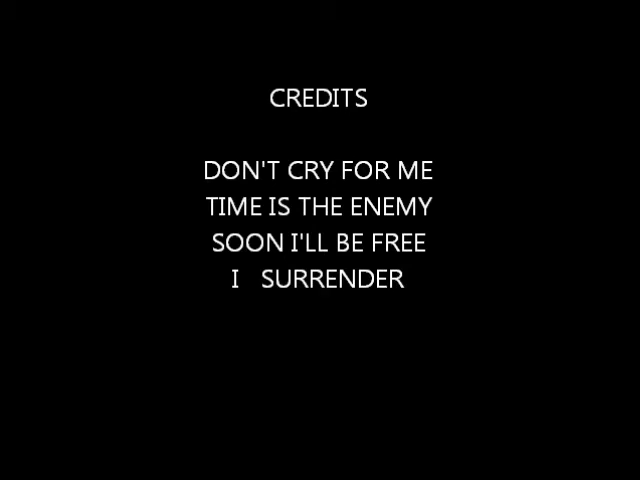 CREDITS
DON'T CRY FOR ME
TIME IS THE ENEMY
SOON I'LL BE FREE
I SURRENDER